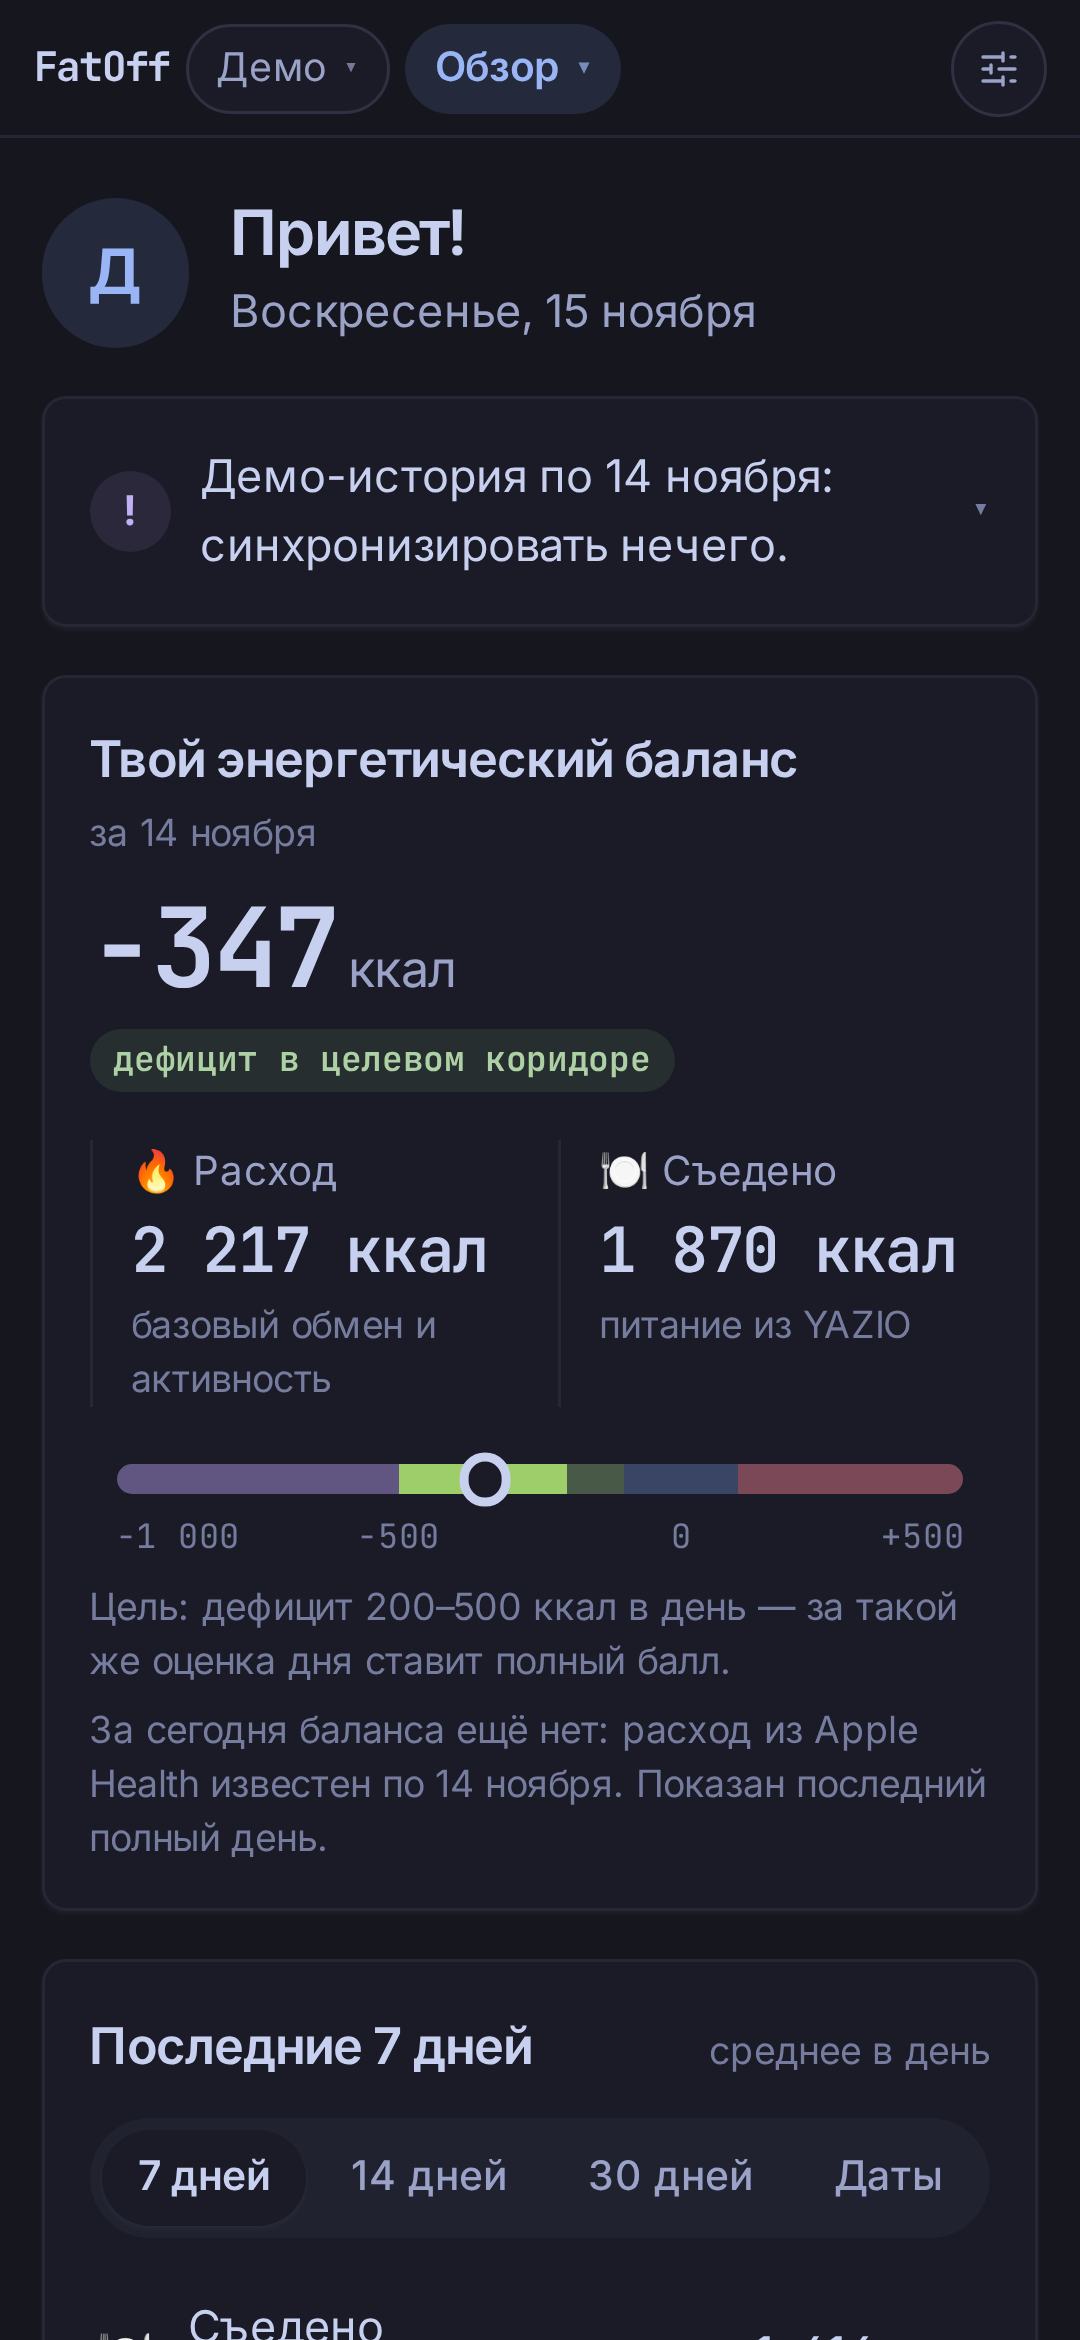 FatOff Демо ▾ Обзор ▾
Д
Привет!
Воскресенье, 15 ноября
!
Демо-история по 14 ноября:
синхронизировать нечего.
Твой энергетический баланс
за 14 ноября
-347 ккал
дефицит в целевом коридоре
🔥 Расход
2 217 ккал
базовый обмен и
активность
🍽 Съедено
1 870 ккал
питание из YAZIO
-1 000 -500 0 +500
Цель: дефицит 200–500 ккал в день — за такой
же оценка дня ставит полный балл.
За сегодня баланса ещё нет: расход из Apple
Health известен по 14 ноября. Показан последний
полный день.
Последние 7 дней среднее в день
7 дней 14 дней 30 дней Даты
Съедено